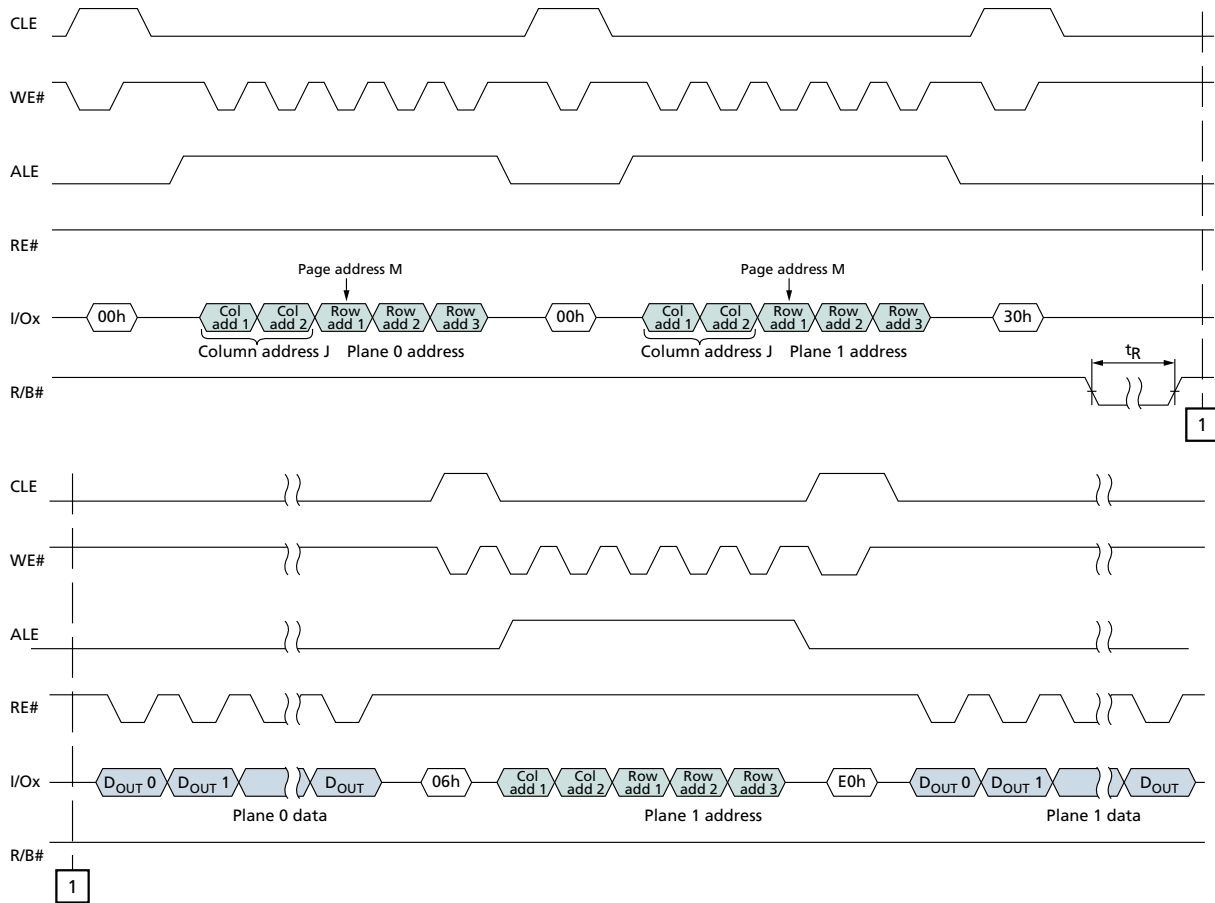 CLE
WE#
ALE
RE#
Page address M Page address M
I/Ox 00h Col add 1 Col add 2 Row add 1 Row add 2 Row add 3 00h Col add 1 Col add 2 Row add 1 Row add 2 Row add 3 30h
Column address J Plane 0 address Column address J Plane 1 address
tR
R/B#
1
CLE
WE#
ALE
RE#
I/Ox DOUT 0 DOUT 1 DOUT 06h Col add 1 Col add 2 Row add 1 Row add 2 Row add 3 E0h DOUT 0 DOUT 1 DOUT
Plane 0 data Plane 1 address Plane 1 data
R/B#
1